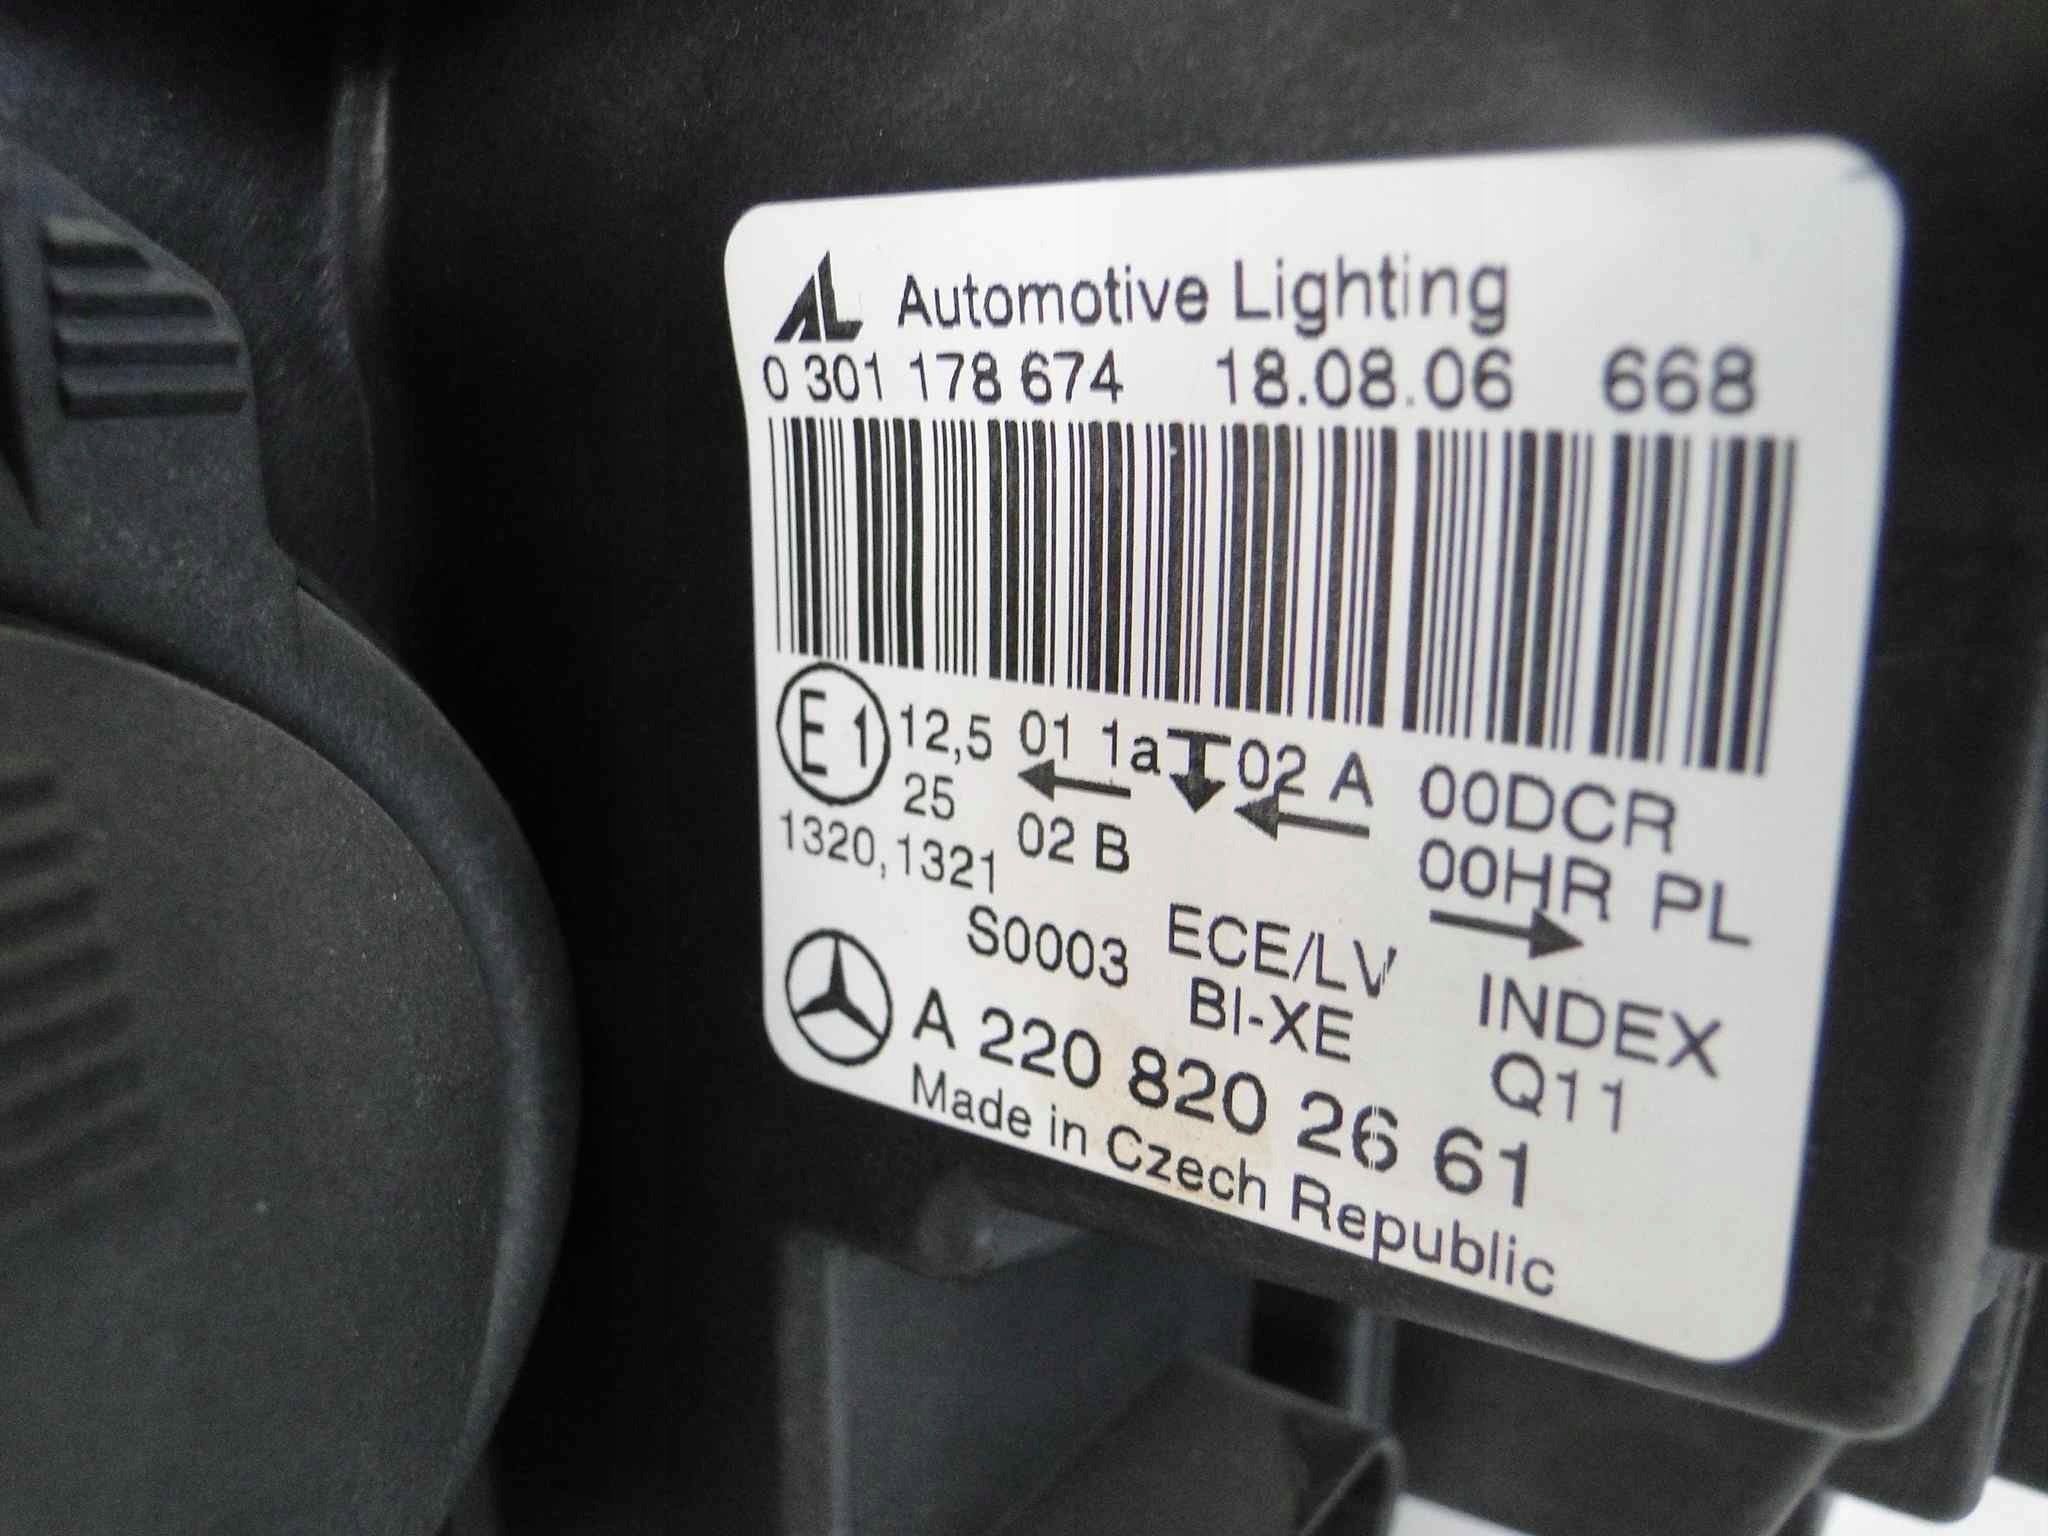 AL Automotive Lighting
0 301 178 674 18.08.06 668
E1 12,5 01 1a 02 A 00DCR
25 02 B 00HR PL
1320,1321
S0003 ECE/LV INDEX
BI-XE Q11
A 220 820 26 61
Made in Czech Republic